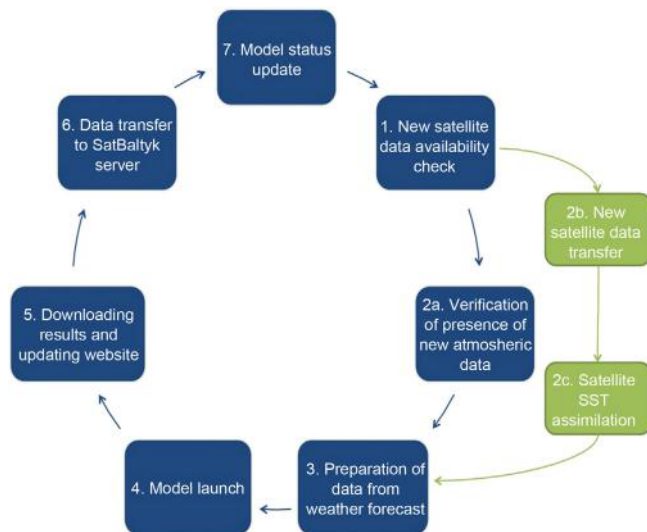 7. Model status
update
1. New satellite
data availability
check
2b. New
satellite data
transfer
2a. Verification
of presence of
new atmosheric
data
2c. Satellite
SST
assimilation
3. Preparation of
data from
weather forecast
4. Model launch
5. Downloading
results and
updating website
6. Data transfer
to SatBaltyk
server